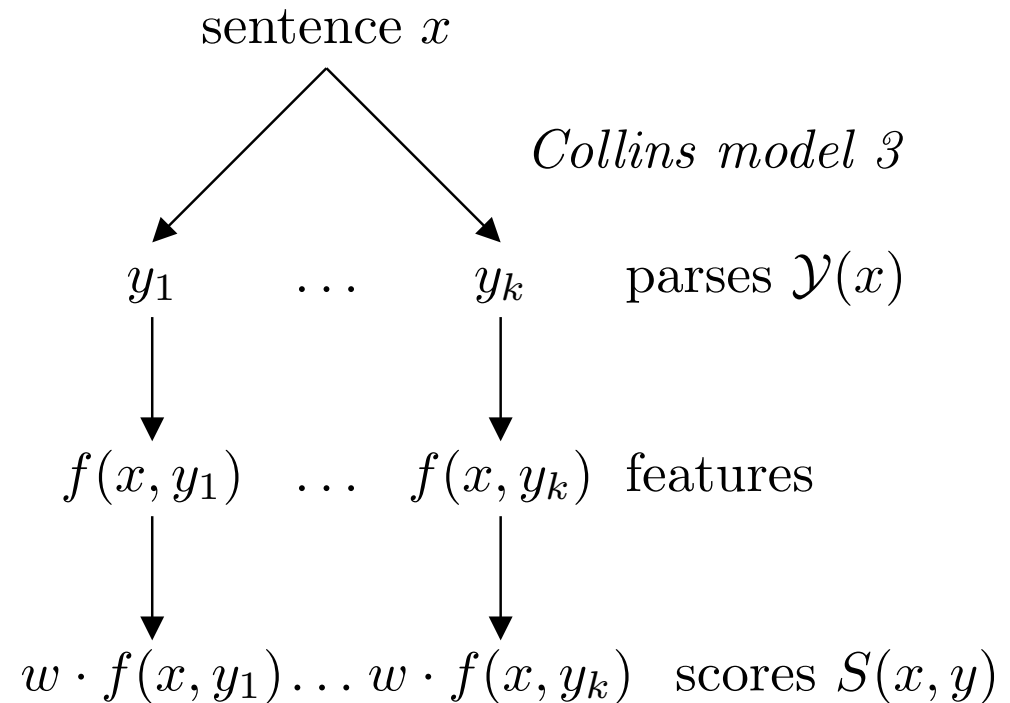 sentence x
Collins model 3
y₁ ... yₖ parses 𝒴(x)
f(x, y₁) ... f(x, yₖ) features
w · f(x, y₁) ... w · f(x, yₖ) scores S(x, y)